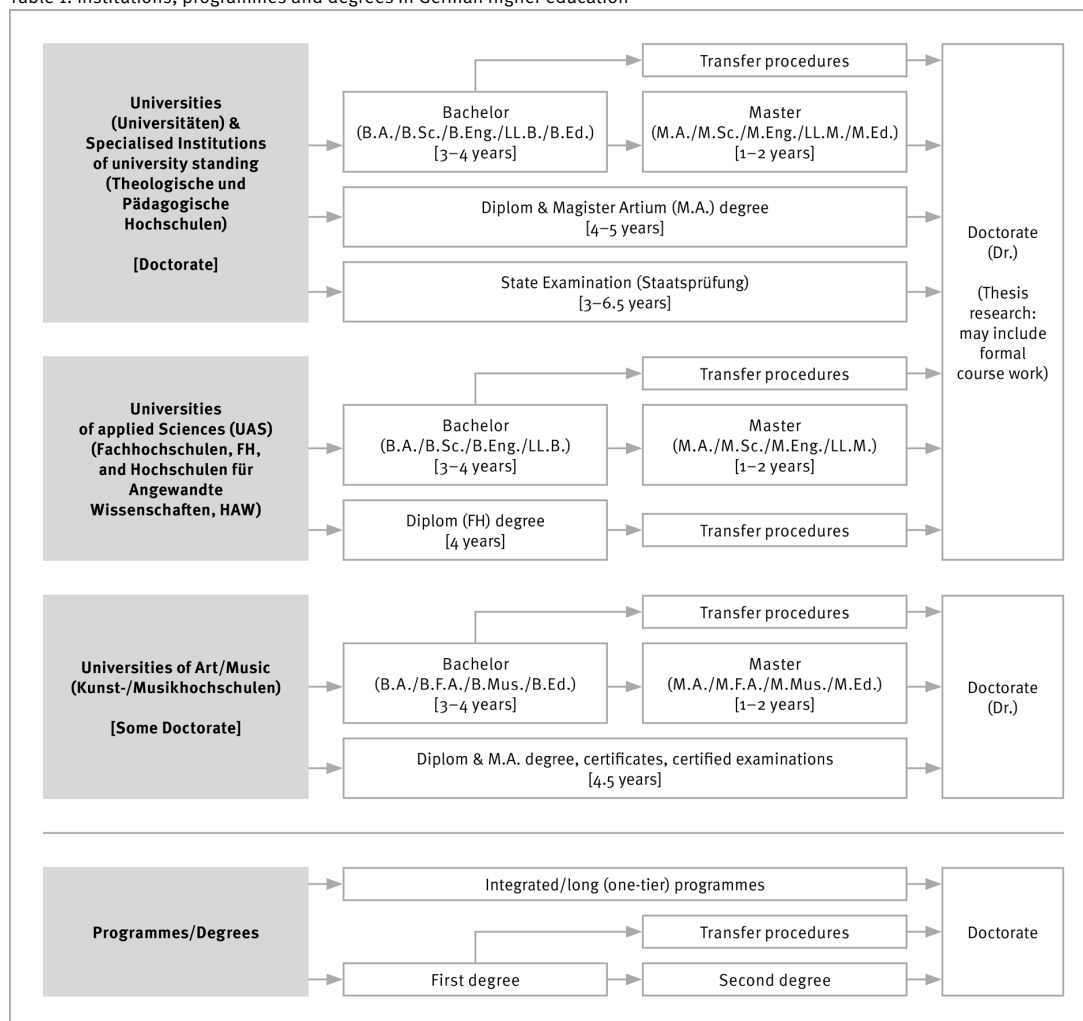 Table 1: Institutions, programmes and degrees in German higher education
Universities
(Universitäten) &
Specialised Institutions
of university standing
(Theologische und
Pädagogische
Hochschulen)
[Doctorate]
Transfer procedures
Bachelor
(B.A./B.Sc./B.Eng./LL.B./B.Ed.)
[3–4 years]
Master
(M.A./M.Sc./M.Eng./LL.M./M.Ed.)
[1–2 years]
Diplom & Magister Artium (M.A.) degree
[4–5 years]
State Examination (Staatsprüfung)
[3–6.5 years]
Doctorate
(Dr.)
(Thesis
research:
may include
formal
course work)
Universities
of applied Sciences (UAS)
(Fachhochschulen, FH,
and Hochschulen für
Angewandte
Wissenschaften, HAW)
Transfer procedures
Bachelor
(B.A./B.Sc./B.Eng./LL.B.)
[3–4 years]
Master
(M.A./M.Sc./M.Eng./LL.M.)
[1–2 years]
Diplom (FH) degree
[4 years]
Transfer procedures
Universities of Art/Music
(Kunst-/Musikhochschulen)
[Some Doctorate]
Transfer procedures
Bachelor
(B.A./B.F.A./B.Mus./B.Ed.)
[3–4 years]
Master
(M.A./M.F.A./M.Mus./M.Ed.)
[1–2 years]
Diplom & M.A. degree, certificates, certified examinations
[4.5 years]
Doctorate
(Dr.)
Programmes/Degrees
Integrated/long (one-tier) programmes
Transfer procedures
First degree
Second degree
Doctorate